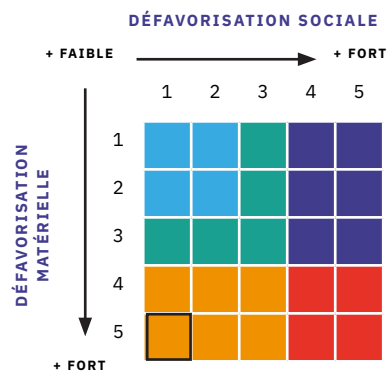 DÉFAVORISATION SOCIALE
+ FAIBLE
+ FORT
1 2 3 4 5
DÉFAVORISATION
MATÉRIELLE
1
2
3
4
5
+ FORT